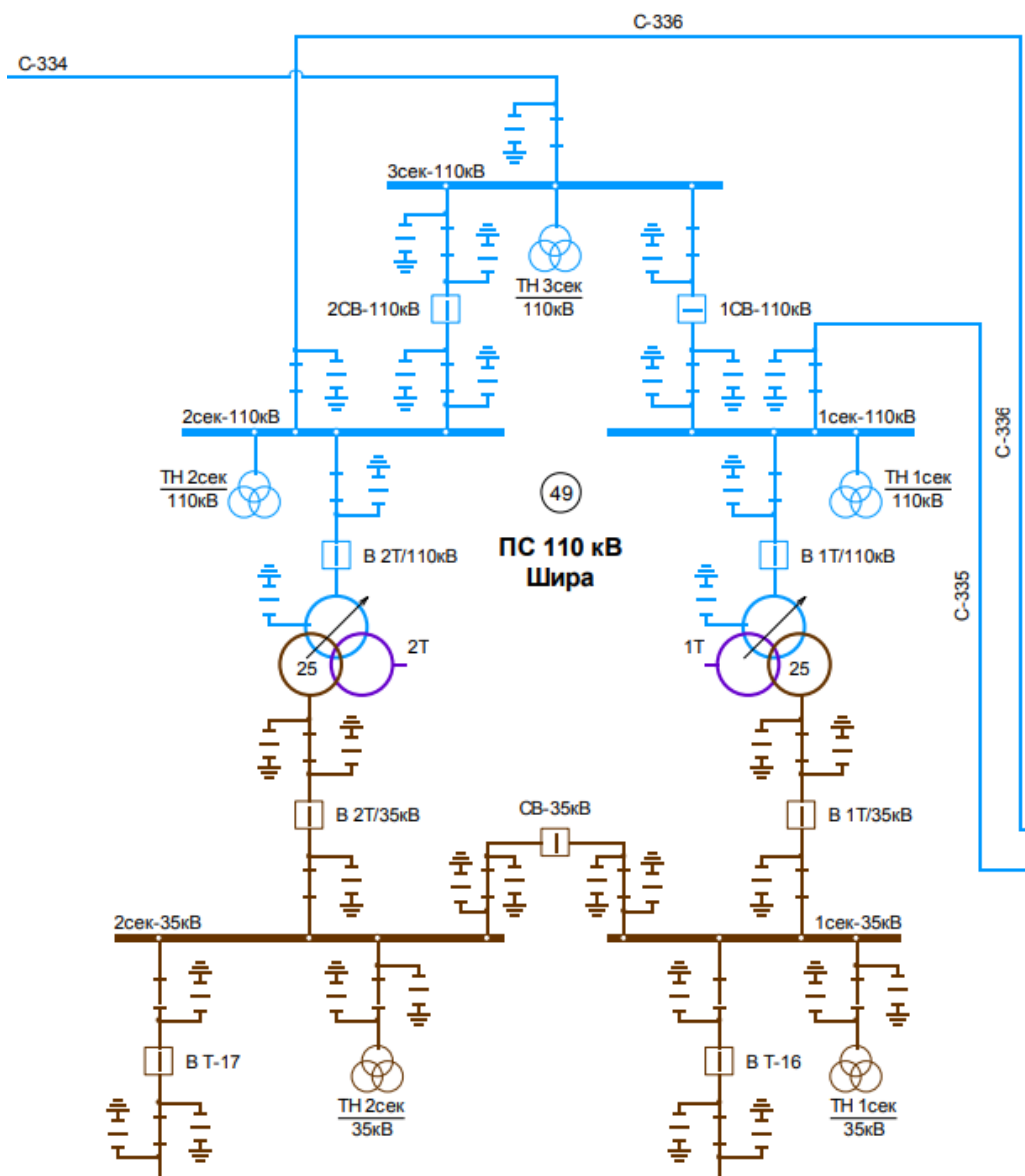 С-336
С-334
3сек-110кВ
ТН 3сек
110кВ
2СВ-110кВ
1СВ-110кВ
2сек-110кВ
1сек-110кВ
С-336
ТН 2сек
110кВ
49
ТН 1сек
110кВ
ПС 110 кВ
Шира
В 2Т/110кВ
В 1Т/110кВ
С-335
2Т
25
1Т
25
В 2Т/35кВ
СВ-35кВ
В 1Т/35кВ
2сек-35кВ
1сек-35кВ
В Т-17
В Т-16
ТН 2сек
35кВ
ТН 1сек
35кВ